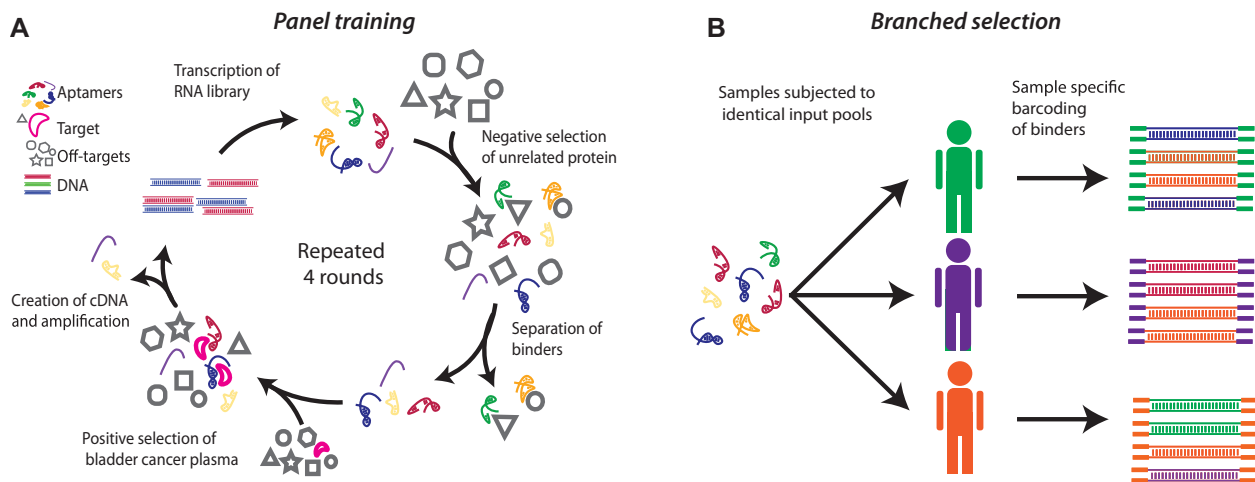 A
Panel training
Aptamers
Target
Off-targets
DNA
Transcription of
RNA library
Negative selection
of unrelated protein
Repeated
4 rounds
Separation of
binders
Creation of cDNA
and amplification
Positive selection of
bladder cancer plasma
B
Branched selection
Samples subjected to
identical input pools
Sample specific
barcoding
of binders